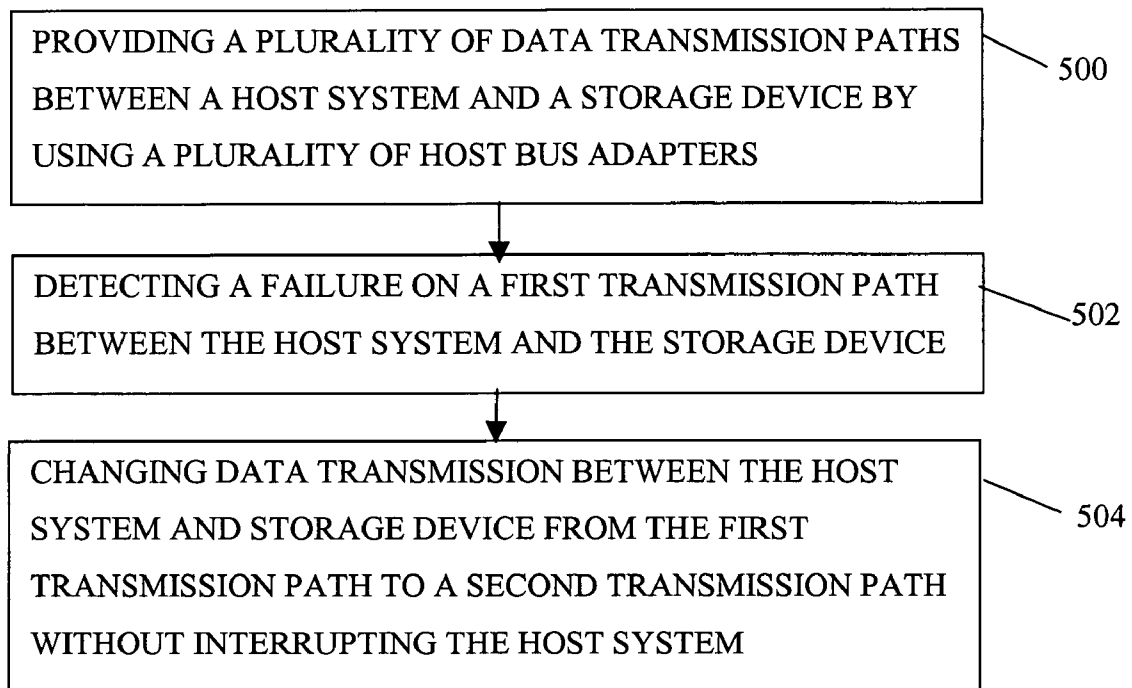 PROVIDING A PLURALITY OF DATA TRANSMISSION PATHS
BETWEEN A HOST SYSTEM AND A STORAGE DEVICE BY
USING A PLURALITY OF HOST BUS ADAPTERS
500
DETECTING A FAILURE ON A FIRST TRANSMISSION PATH
BETWEEN THE HOST SYSTEM AND THE STORAGE DEVICE
502
CHANGING DATA TRANSMISSION BETWEEN THE HOST
SYSTEM AND STORAGE DEVICE FROM THE FIRST
TRANSMISSION PATH TO A SECOND TRANSMISSION PATH
WITHOUT INTERRUPTING THE HOST SYSTEM
504